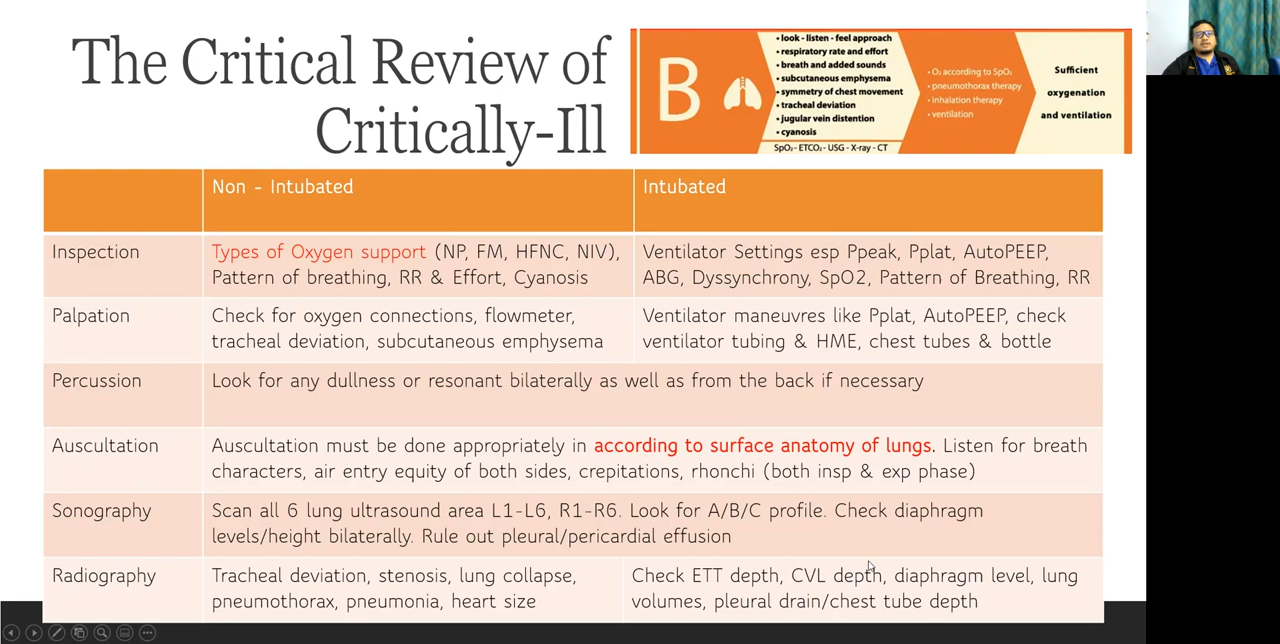 The Critical Review of
Critically-Ill
B
• look - listen - feel approach
• respiratory rate and effort
• breath and added sounds
• subcutaneous emphysema
• symmetry of chest movement
• tracheal deviation
• jugular vein distention
• cyanosis
SpO₂ - ETCO₂ - USG - X-ray - CT
• O₂ according to SpO₂
• pneumothorax therapy
• inhalation therapy
• ventilation
Sufficient
oxygenation
and ventilation
Non - Intubated
Intubated
Inspection
Types of Oxygen support (NP, FM, HFNC, NIV),
Pattern of breathing, RR & Effort, Cyanosis
Ventilator Settings esp Ppeak, Pplat, AutoPEEP,
ABG, Dyssynchrony, SpO2, Pattern of Breathing, RR
Palpation
Check for oxygen connections, flowmeter,
tracheal deviation, subcutaneous emphysema
Ventilator maneuvres like Pplat, AutoPEEP, check
ventilator tubing & HME, chest tubes & bottle
Percussion
Look for any dullness or resonant bilaterally as well as from the back if necessary
Auscultation
Auscultation must be done appropriately in according to surface anatomy of lungs. Listen for breath
characters, air entry equity of both sides, crepitations, rhonchi (both insp & exp phase)
Sonography
Scan all 6 lung ultrasound area L1-L6, R1-R6. Look for A/B/C profile. Check diaphragm
levels/height bilaterally. Rule out pleural/pericardial effusion
Radiography
Tracheal deviation, stenosis, lung collapse,
pneumothorax, pneumonia, heart size
Check ETT depth, CVL depth, diaphragm level, lung
volumes, pleural drain/chest tube depth